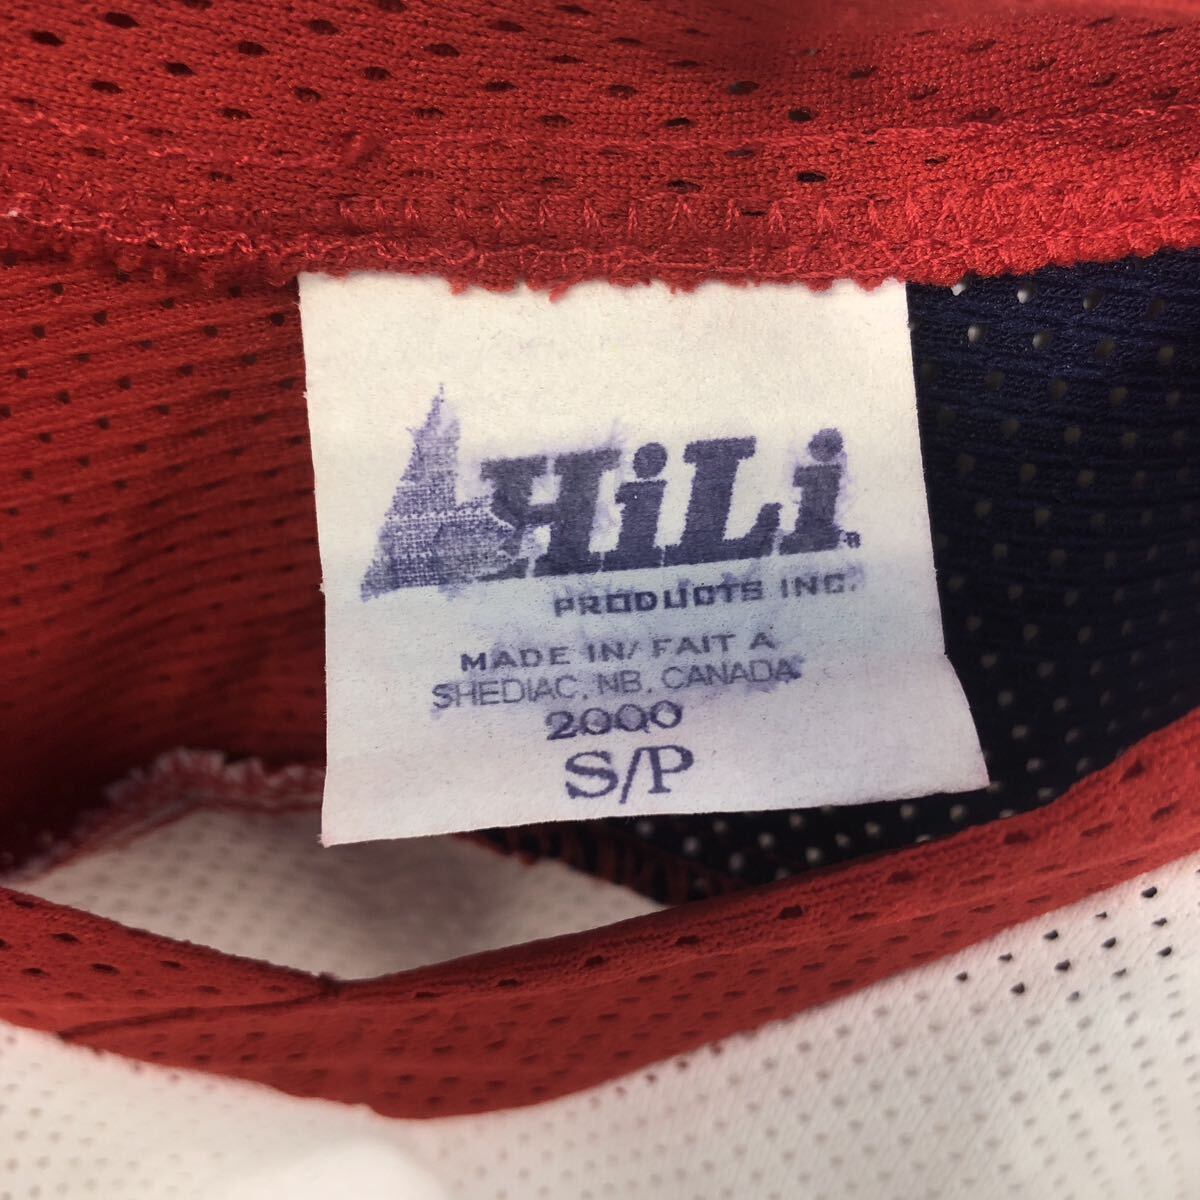 HiLi®
PRODUCTS INC.
MADE IN/ FAIT A
SHEDIAC, NB, CANADA
2000
S/P